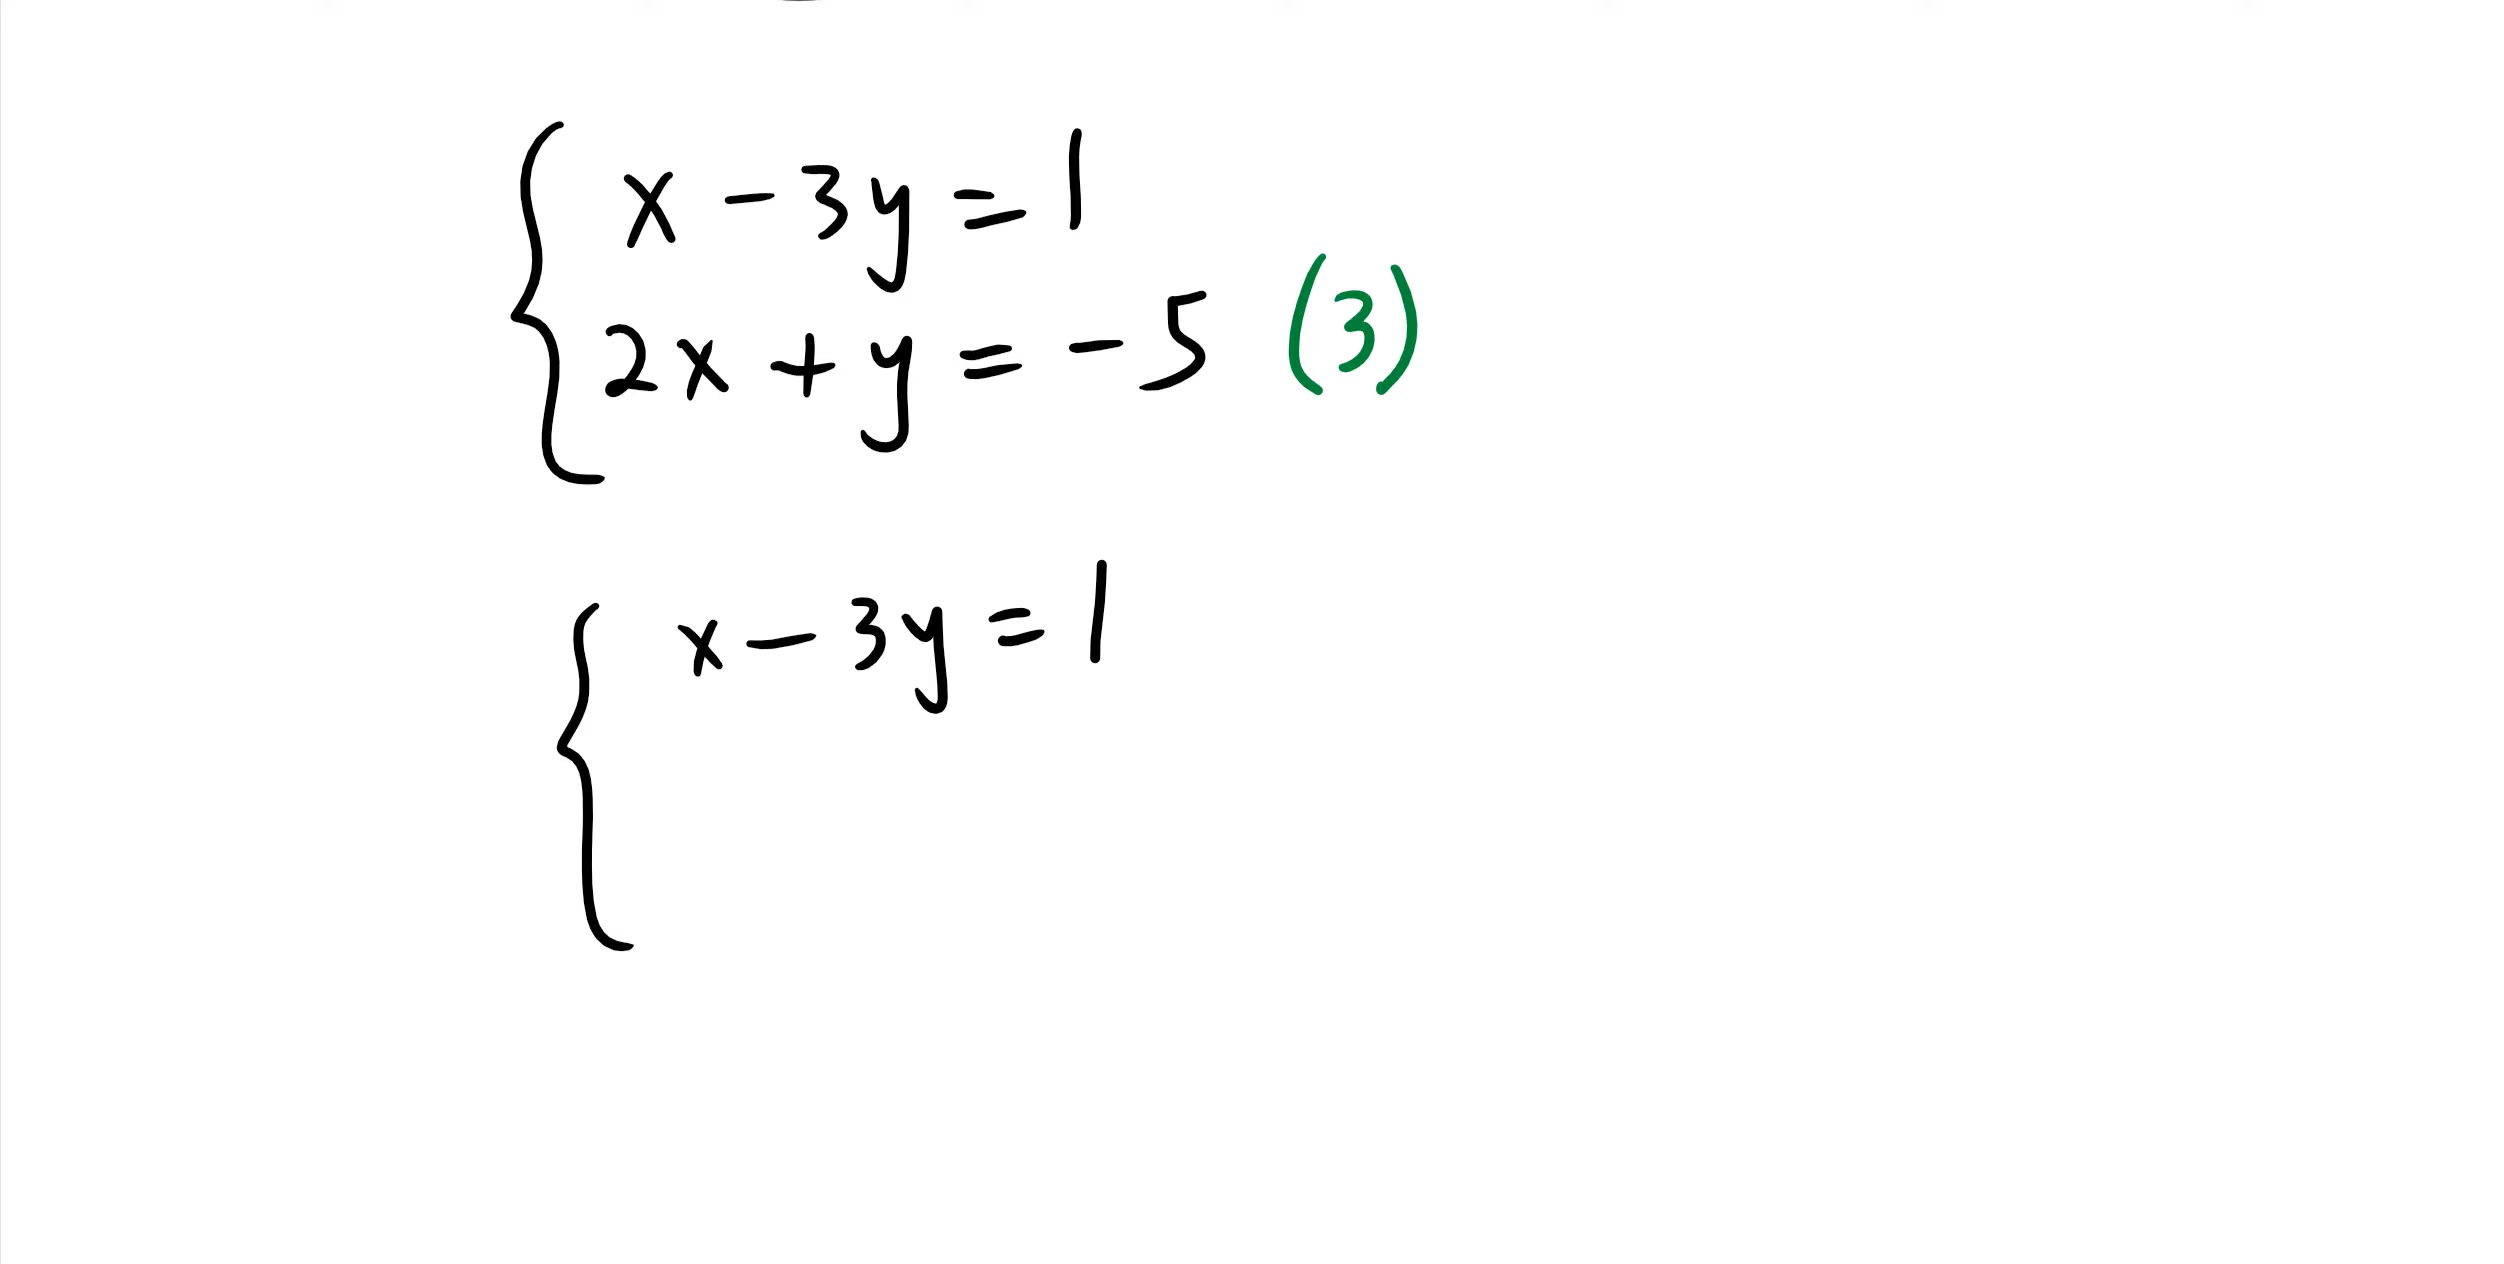 x - 3y = 1
2x + y = - 5 (3)
x - 3y = 1